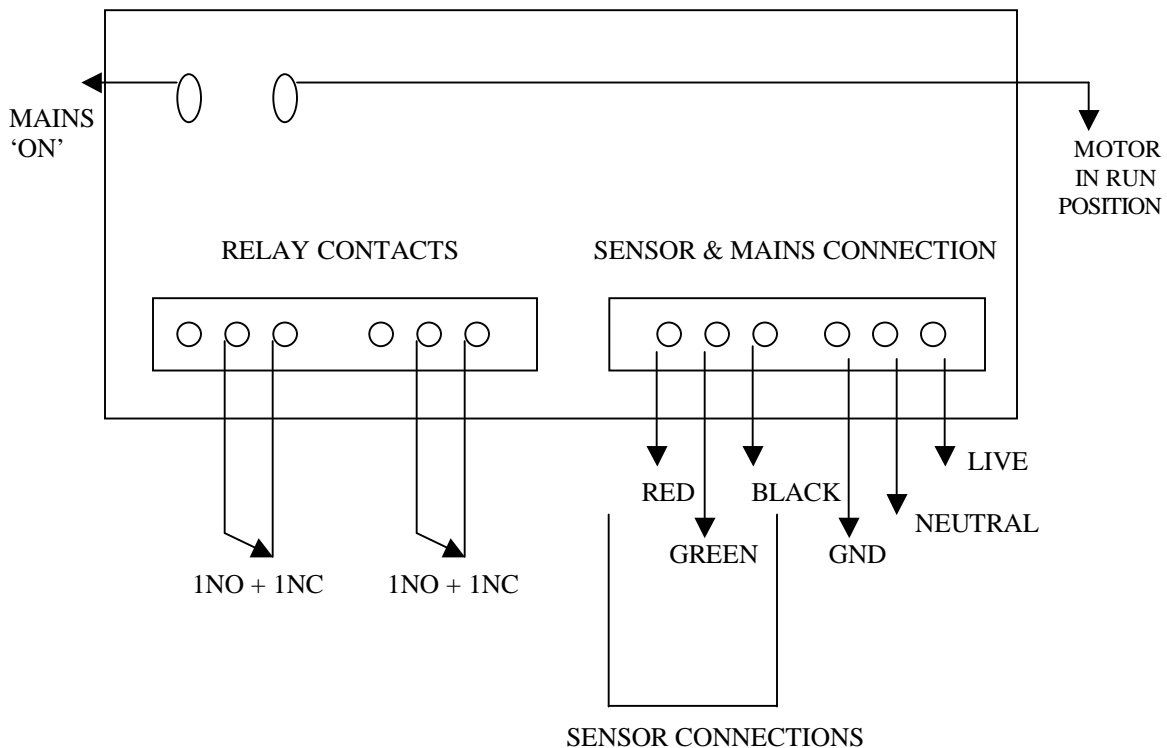 MAINS
‘ON’
MOTOR
IN RUN
POSITION
RELAY CONTACTS
SENSOR & MAINS CONNECTION
LIVE
RED
BLACK
NEUTRAL
GREEN
GND
1NO + 1NC
1NO + 1NC
SENSOR CONNECTIONS